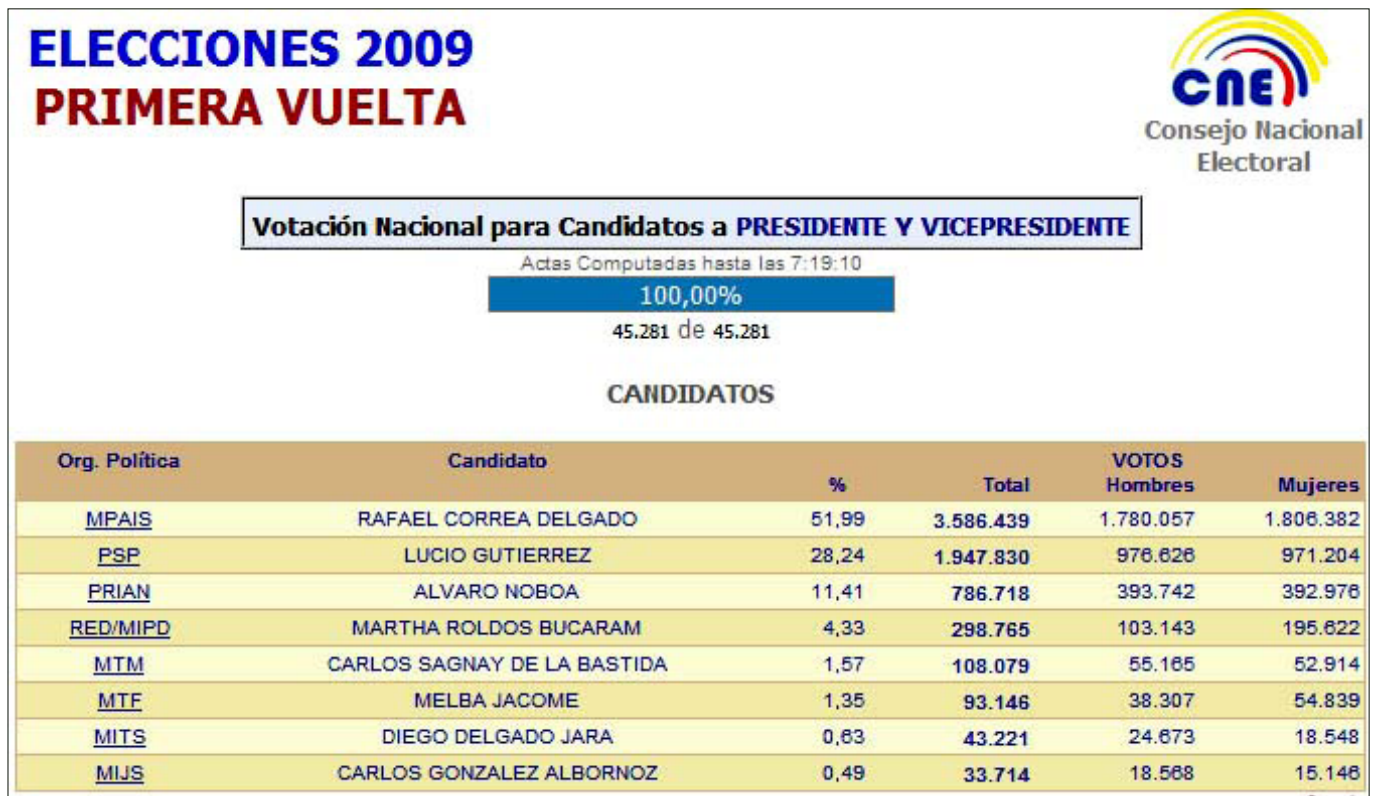 ELECCIONES 2009
PRIMERA VUELTA
CNE
Consejo Nacional
Electoral
Votación Nacional para Candidatos a PRESIDENTE Y VICEPRESIDENTE
Actas Computadas hasta las 7:19:10
100,00%
45.281 de 45.281
CANDIDATOS
Org. Política Candidato % Total VOTOS Hombres Mujeres
MPAIS RAFAEL CORREA DELGADO 51,99 3.586.439 1.780.057 1.806.382
PSP LUCIO GUTIERREZ 28,24 1.947.830 976.626 971.204
PRIAN ALVARO NOBOA 11,41 786.718 393.742 392.976
RED/MIPD MARTHA ROLDOS BUCARAM 4,33 298.765 103.143 195.622
MTM CARLOS SAGNAY DE LA BASTIDA 1,57 108.079 55.165 52.914
MTF MELBA JACOME 1,35 93.146 38.307 54.839
MITS DIEGO DELGADO JARA 0,63 43.221 24.673 18.548
MIJS CARLOS GONZALEZ ALBORNOZ 0,49 33.714 18.568 15.146